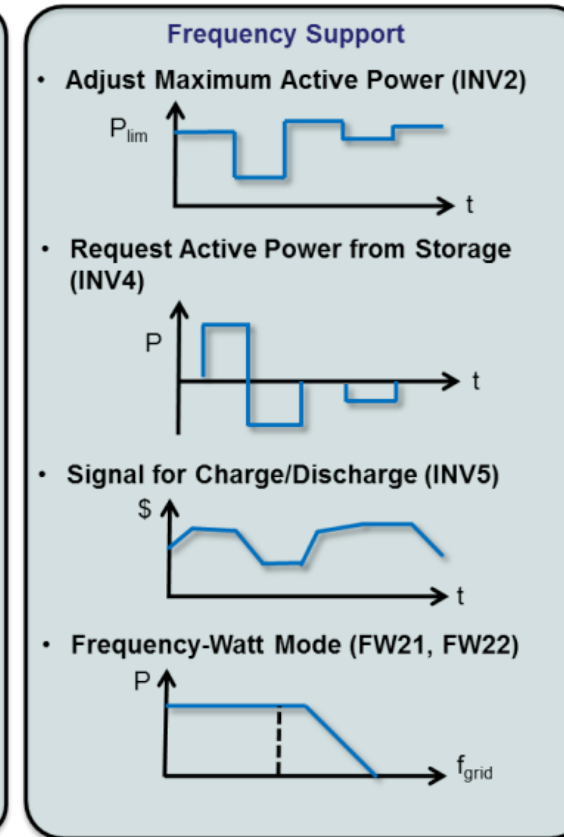 Frequency Support
• Adjust Maximum Active Power (INV2)
Plim
t
• Request Active Power from Storage
(INV4)
P
t
• Signal for Charge/Discharge (INV5)
$
t
• Frequency-Watt Mode (FW21, FW22)
P
fgrid